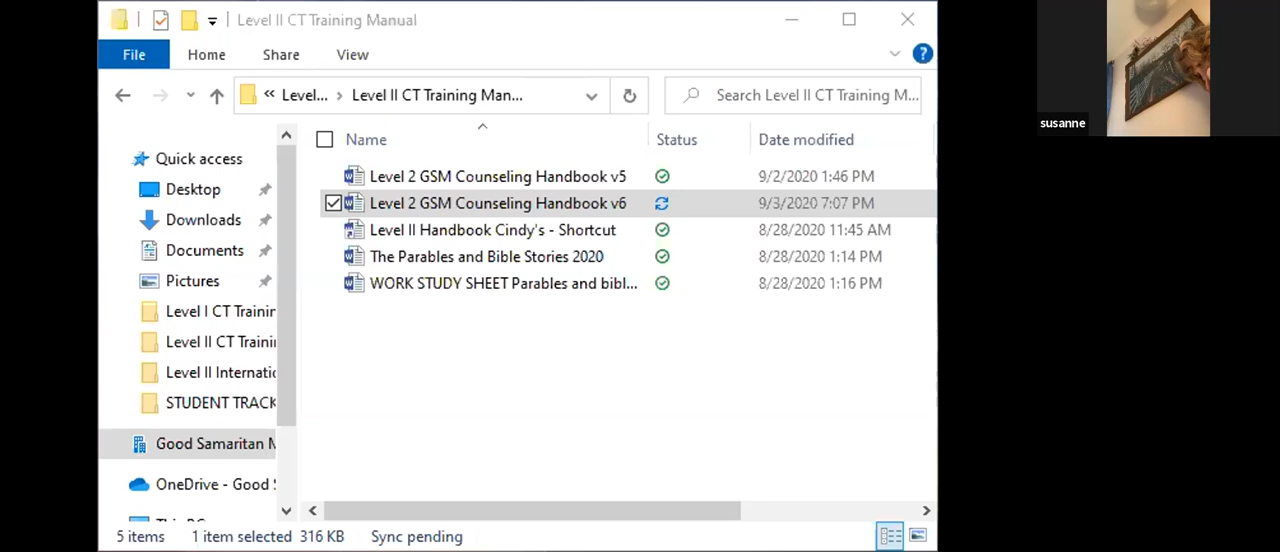 Level II CT Training Manual
File Home Share View
Level... Level II CT Training Man... Search Level II CT Training M...
Name Status Date modified
Quick access
Desktop
Downloads
Documents
Pictures
Level I CT Trainin
Level II CT Traini
Level II Internatio
STUDENT TRACK
Good Samaritan M
OneDrive - Good S
Level 2 GSM Counseling Handbook v5 9/2/2020 1:46 PM
Level 2 GSM Counseling Handbook v6 9/3/2020 7:07 PM
Level II Handbook Cindy's - Shortcut 8/28/2020 11:45 AM
The Parables and Bible Stories 2020 8/28/2020 1:14 PM
WORK STUDY SHEET Parables and bibl... 8/28/2020 1:16 PM
5 items 1 item selected 316 KB Sync pending
susanne